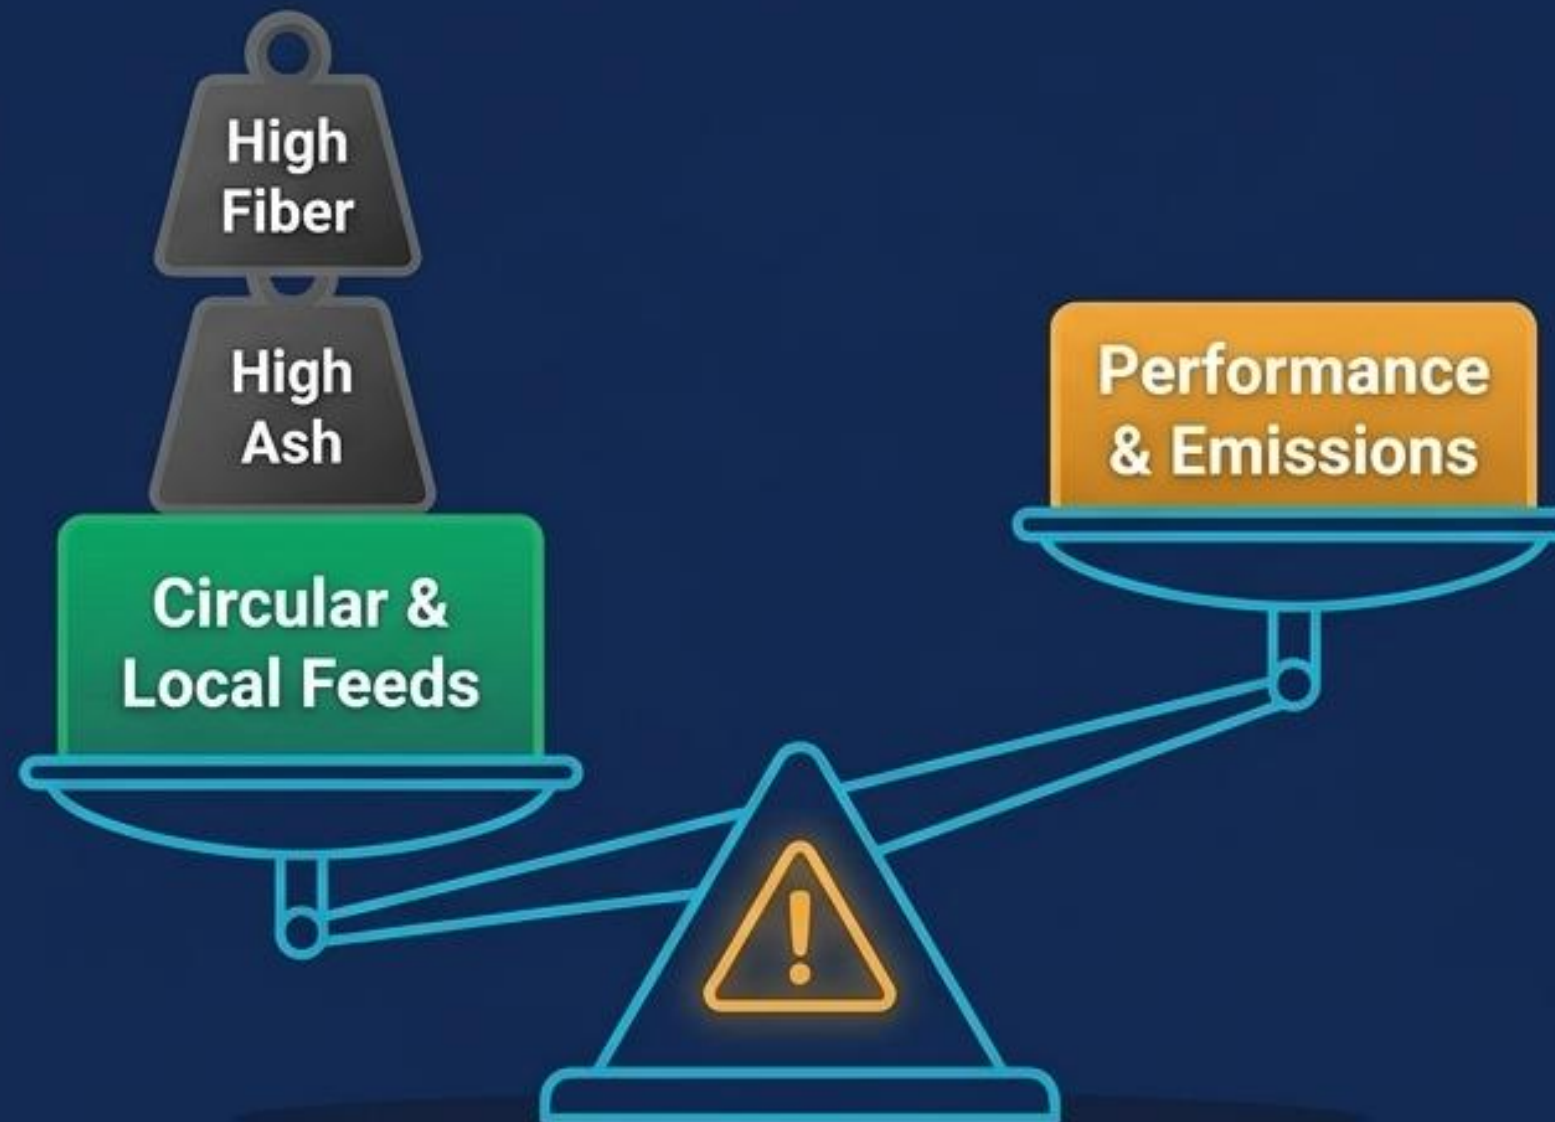 High
Fiber
High
Ash
Circular &
Local Feeds
Performance
& Emissions
!